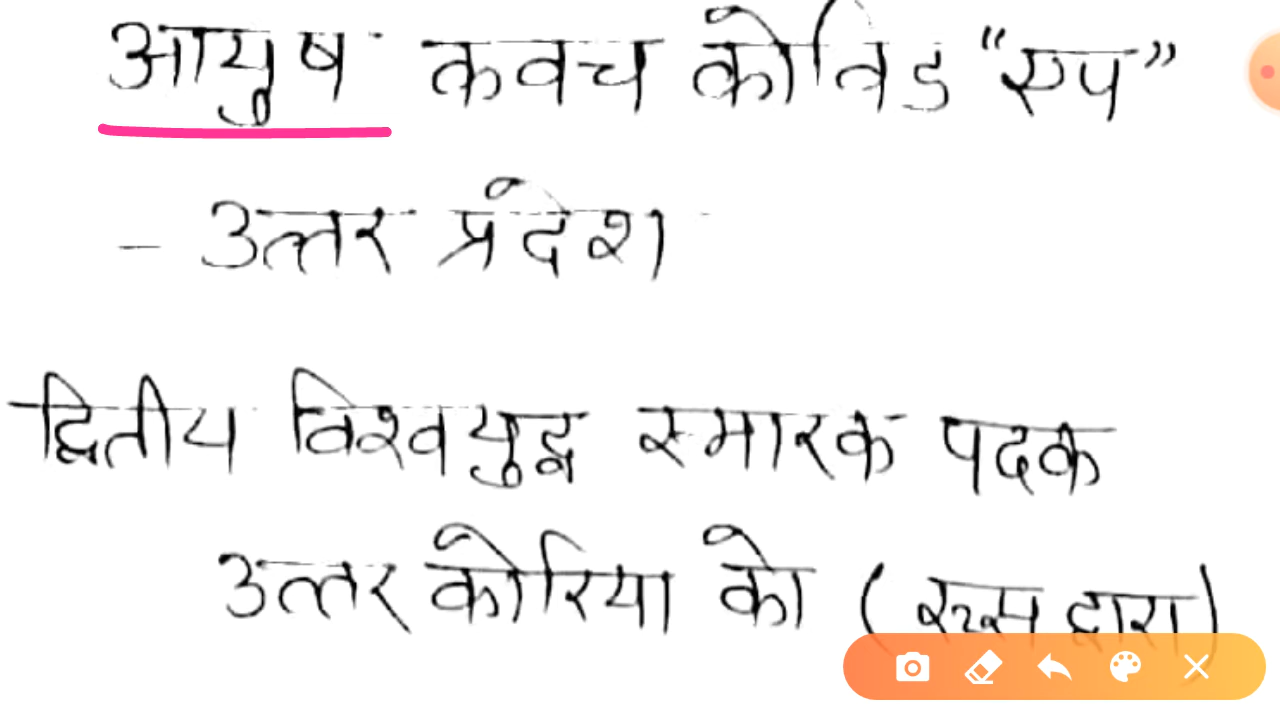 आयुष कवच कोविड “एप”
- उत्तर प्रदेश
द्वितीय विश्वयुद्ध स्मारक पदक
उत्तर कोरिया को (रूस द्वारा)